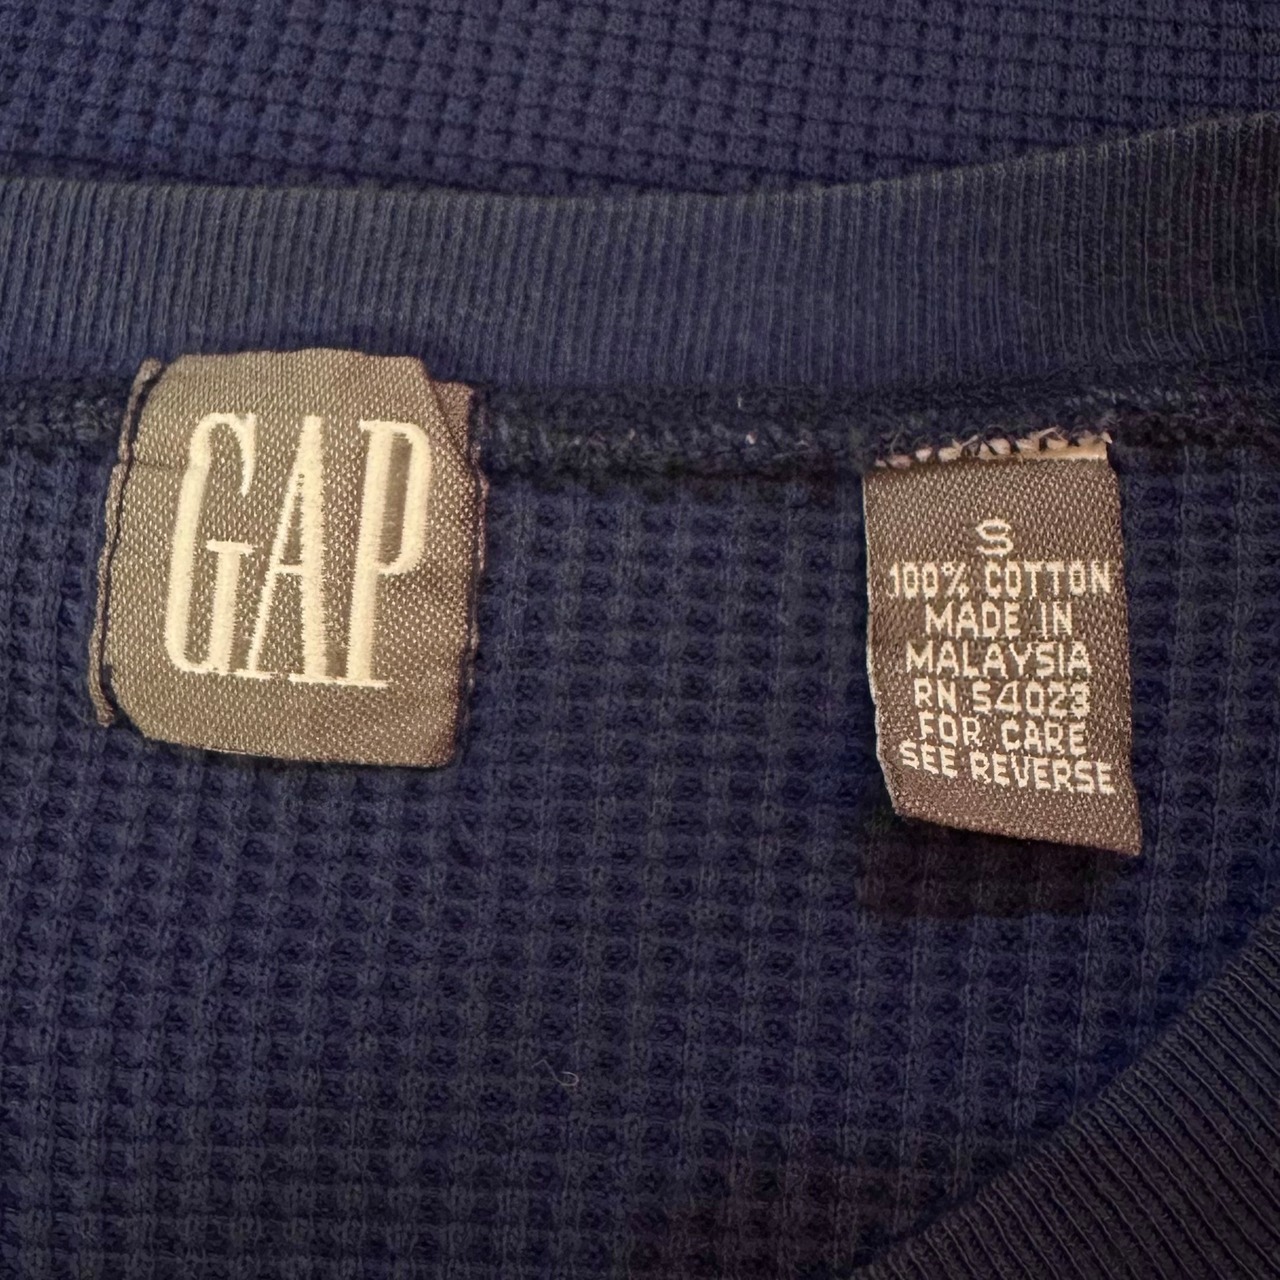 GAP
S
100% COTTON
MADE IN
MALAYSIA
RN 54023
FOR CARE
SEE REVERSE